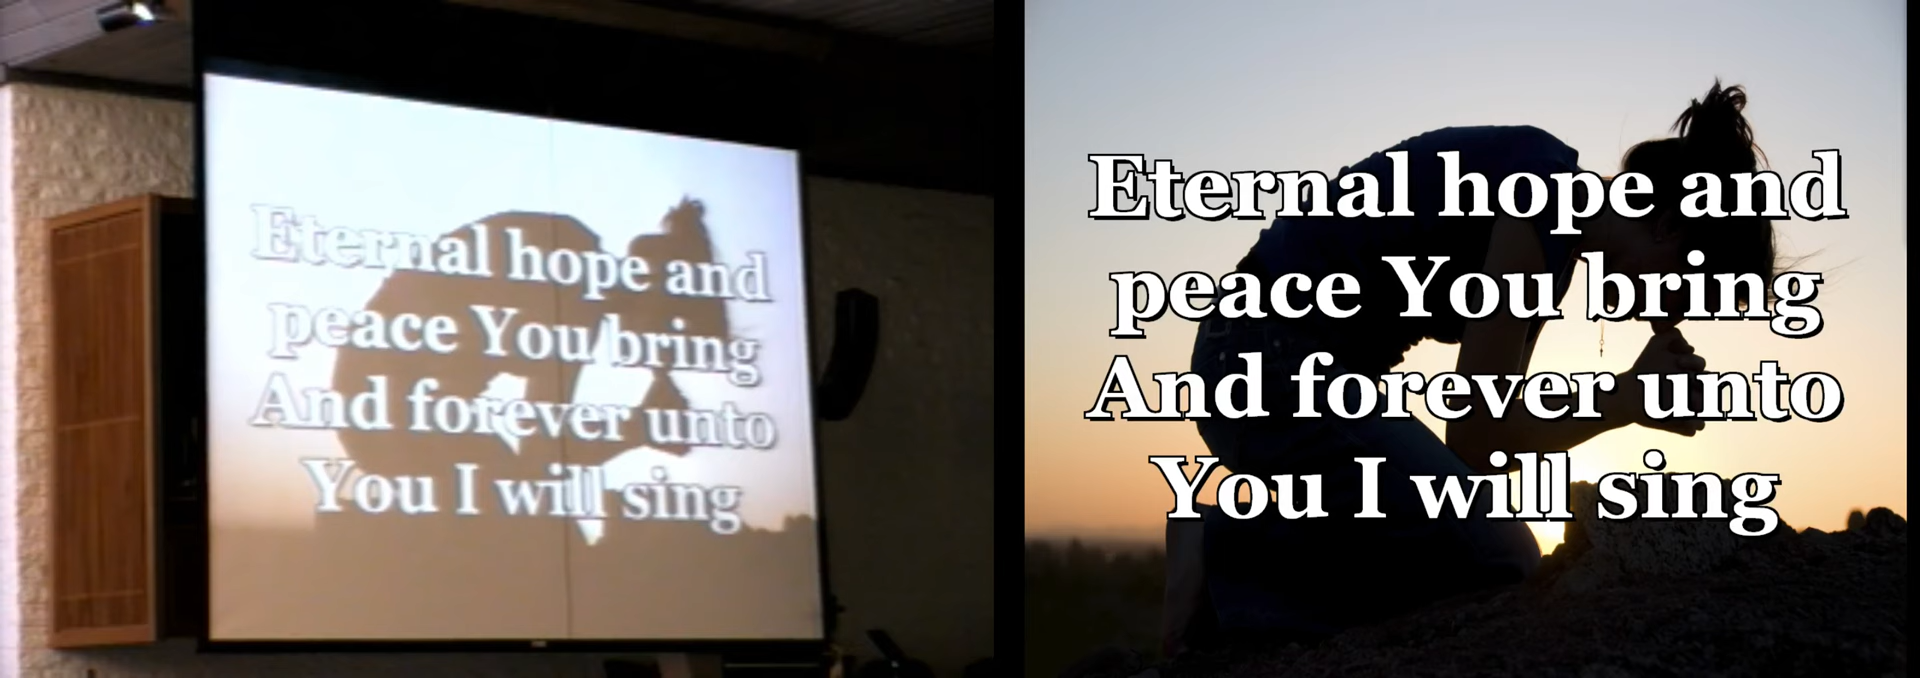 Eternal hope and
peace You bring
And forever unto
You I will sing
Eternal hope and
peace You bring
And forever unto
You I will sing